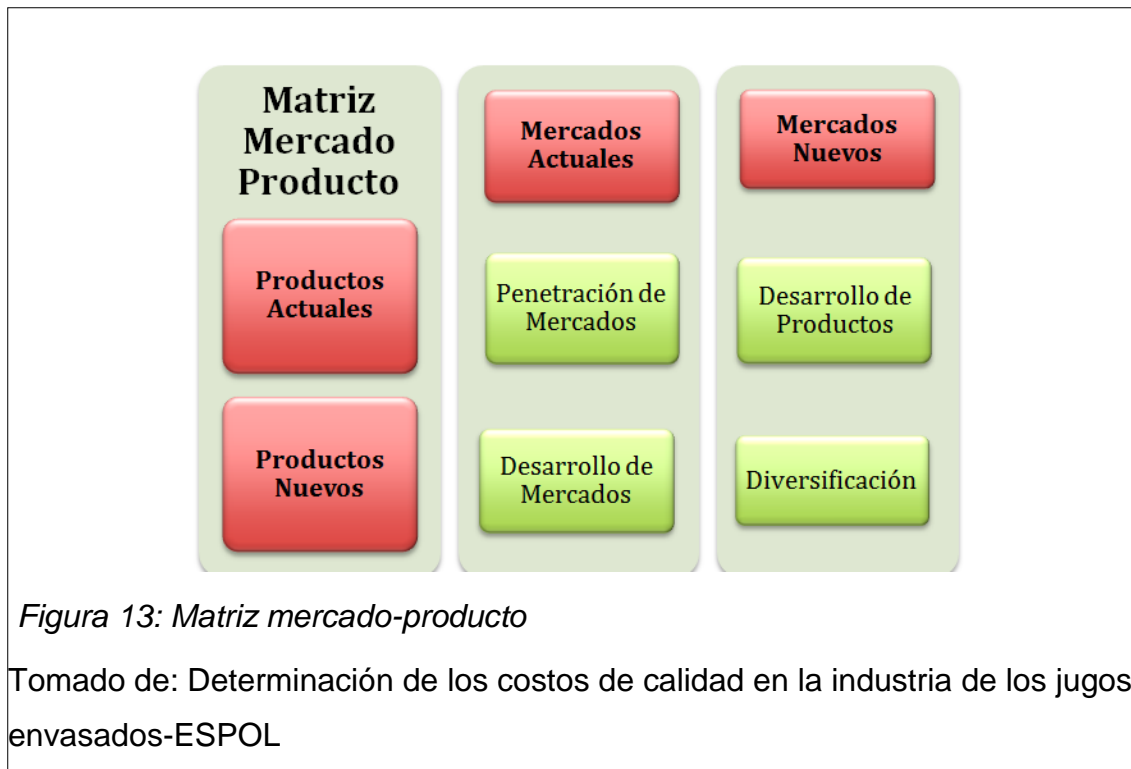 Matriz
Mercado
Producto
Mercados
Actuales
Mercados
Nuevos
Productos
Actuales
Penetración de
Mercados
Desarrollo de
Productos
Productos
Nuevos
Desarrollo de
Mercados
Diversificación
Figura 13: Matriz mercado-producto
Tomado de: Determinación de los costos de calidad en la industria de los jugos
envasados-ESPOL